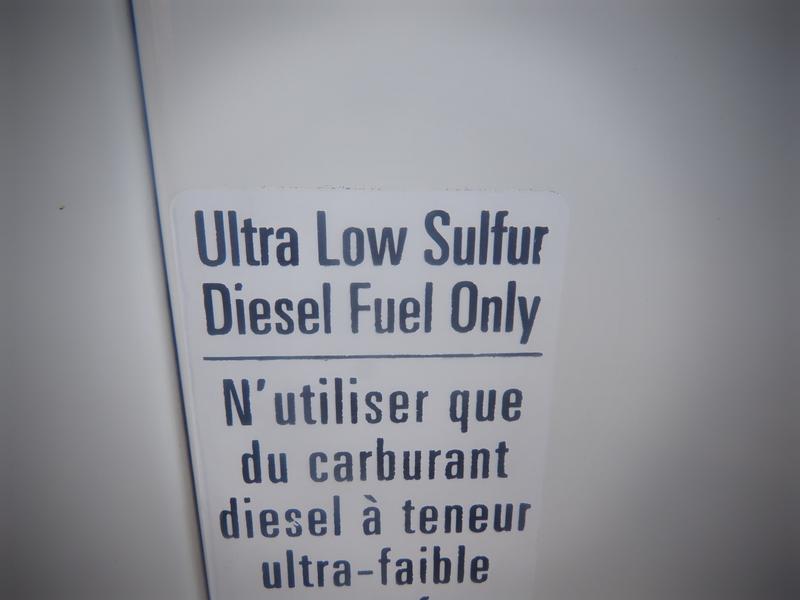 Ultra Low Sulfur
Diesel Fuel Only
N'utiliser que
du carburant
diesel à teneur
ultra-faible